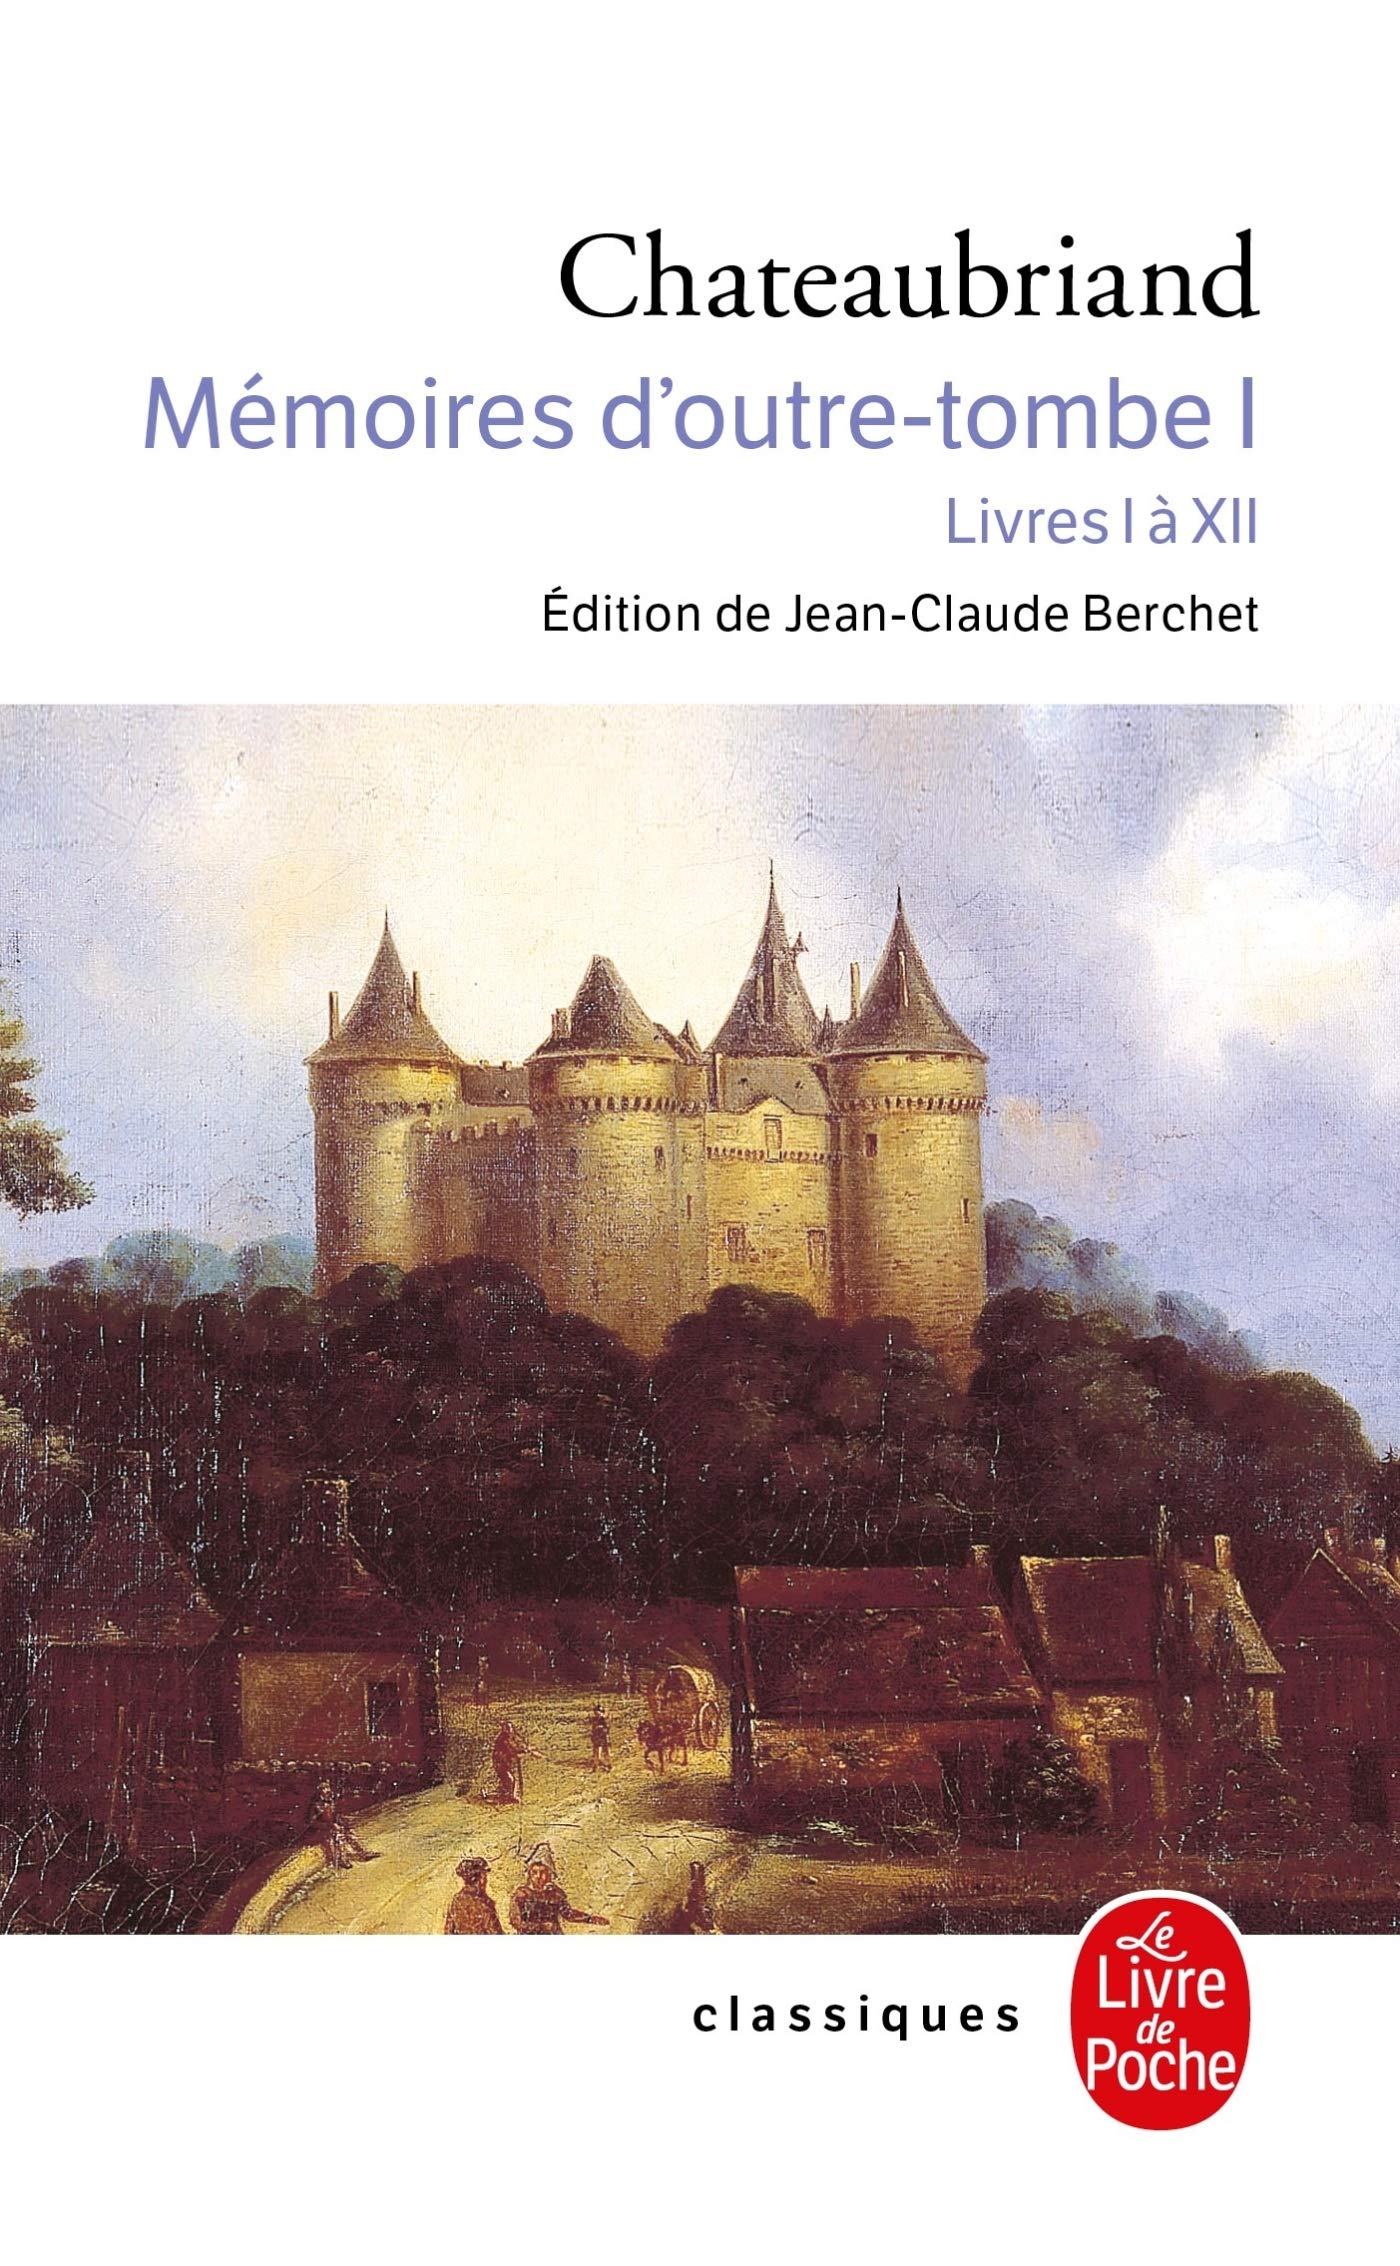 Chateaubriand
Mémoires d'outre-tombe I
Livres I à XII
Édition de Jean-Claude Berchet
classiques
Le
Livre
de
Poche